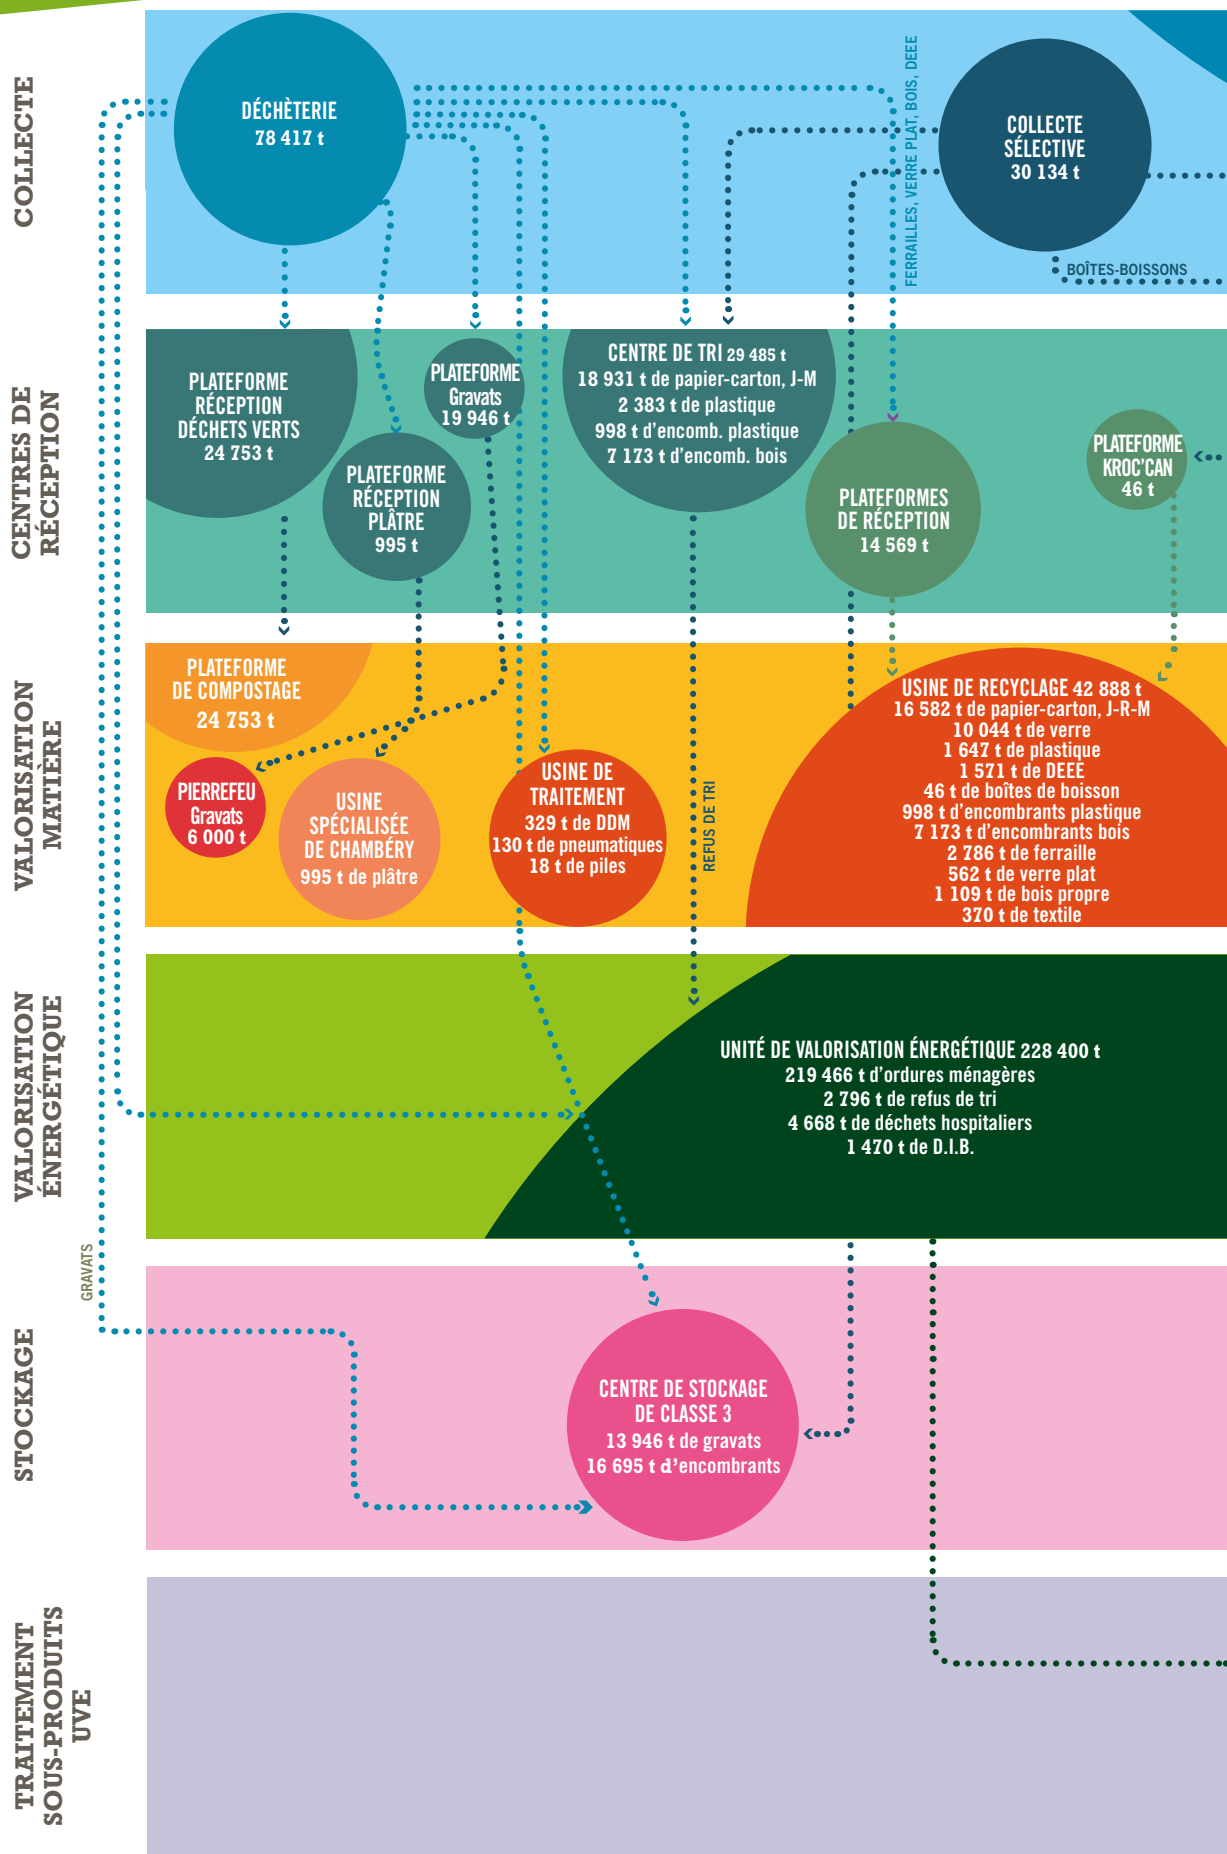 COLLECTE
DÉCHÈTERIE
78 417 t
FERRAILLES, VERRE PLAT, BOIS, DEEE
COLLECTE
SÉLECTIVE
30 134 t
BOÎTES-BOISSONS
CENTRES DE
RÉCEPTION
PLATEFORME
RÉCEPTION
DÉCHETS VERTS
24 753 t
PLATEFORME
RÉCEPTION
PLÂTRE
995 t
PLATEFORME
Gravats
19 946 t
CENTRE DE TRI 29 485 t
18 931 t de papier-carton, J-M
2 383 t de plastique
998 t d'encomb. plastique
7 173 t d'encomb. bois
PLATEFORMES
DE RÉCEPTION
14 569 t
PLATEFORME
KROC'CAN
46 t
VALORISATION
MATIÈRE
PLATEFORME
DE COMPOSTAGE
24 753 t
PIERREFEU
Gravats
6 000 t
USINE
SPÉCIALISÉE
DE CHAMBÉRY
995 t de plâtre
USINE DE
TRAITEMENT
329 t de DDM
130 t de pneumatiques
18 t de piles
REFUS DE TRI
USINE DE RECYCLAGE 42 888 t
16 582 t de papier-carton, J-R-M
10 044 t de verre
1 647 t de plastique
1 571 t de DEEE
46 t de boîtes de boisson
998 t d'encombrants plastique
7 173 t d'encombrants bois
2 786 t de ferraille
562 t de verre plat
1 109 t de bois propre
370 t de textile
VALORISATION
ÉNERGÉTIQUE
UNITÉ DE VALORISATION ÉNERGÉTIQUE 228 400 t
219 466 t d'ordures ménagères
2 796 t de refus de tri
4 668 t de déchets hospitaliers
1 470 t de D.I.B.
GRAVATS
STOCKAGE
CENTRE DE STOCKAGE
DE CLASSE 3
13 946 t de gravats
16 695 t d'encombrants
TRAITEMENT
SOUS-PRODUITS
UVE